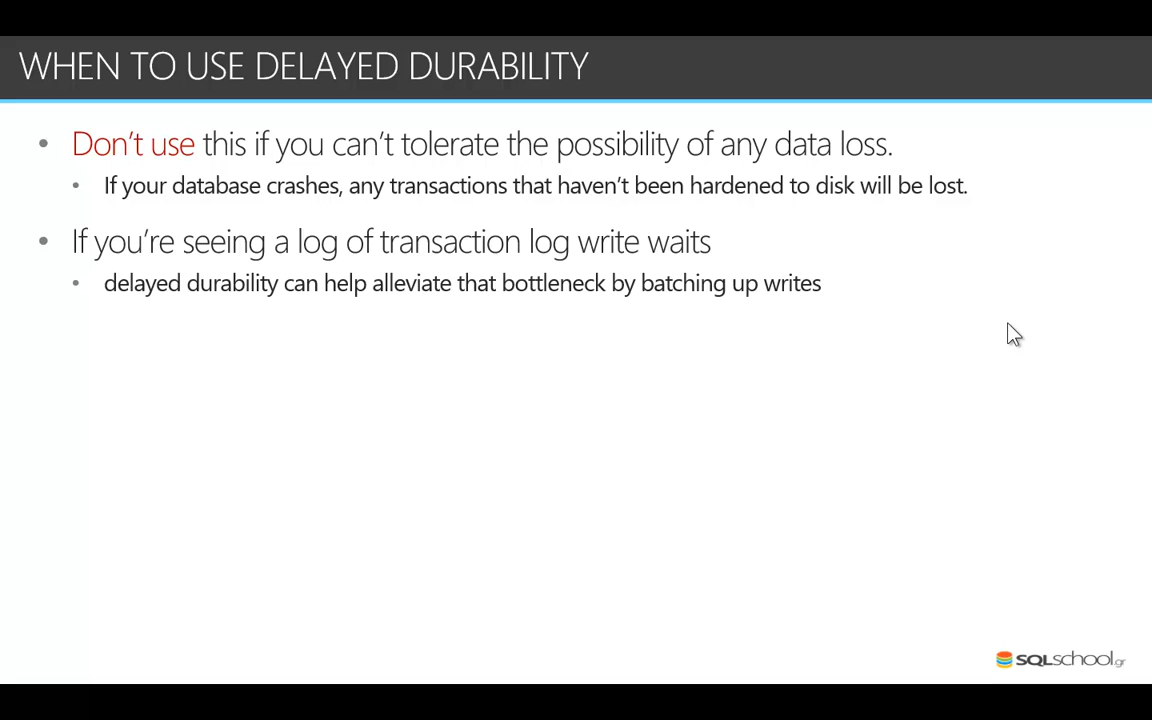 WHEN TO USE DELAYED DURABILITY
• Don't use this if you can't tolerate the possibility of any data loss.
• If your database crashes, any transactions that haven't been hardened to disk will be lost.
• If you're seeing a log of transaction log write waits
• delayed durability can help alleviate that bottleneck by batching up writes
SQLschool.gr